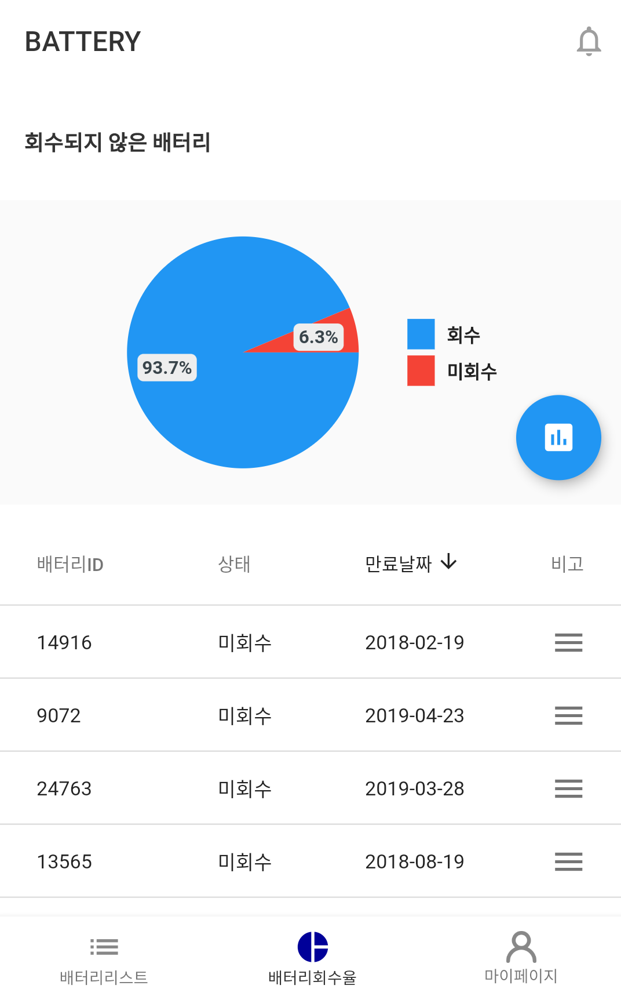 BATTERY
회수되지 않은 배터리
회수
6.3%
93.7%
미회수
배터리ID 상태 만료날짜 비고
14916 미회수 2018-02-19
9072 미회수 2019-04-23
24763 미회수 2019-03-28
13565 미회수 2018-08-19
배터리리스트 배터리회수율 마이페이지